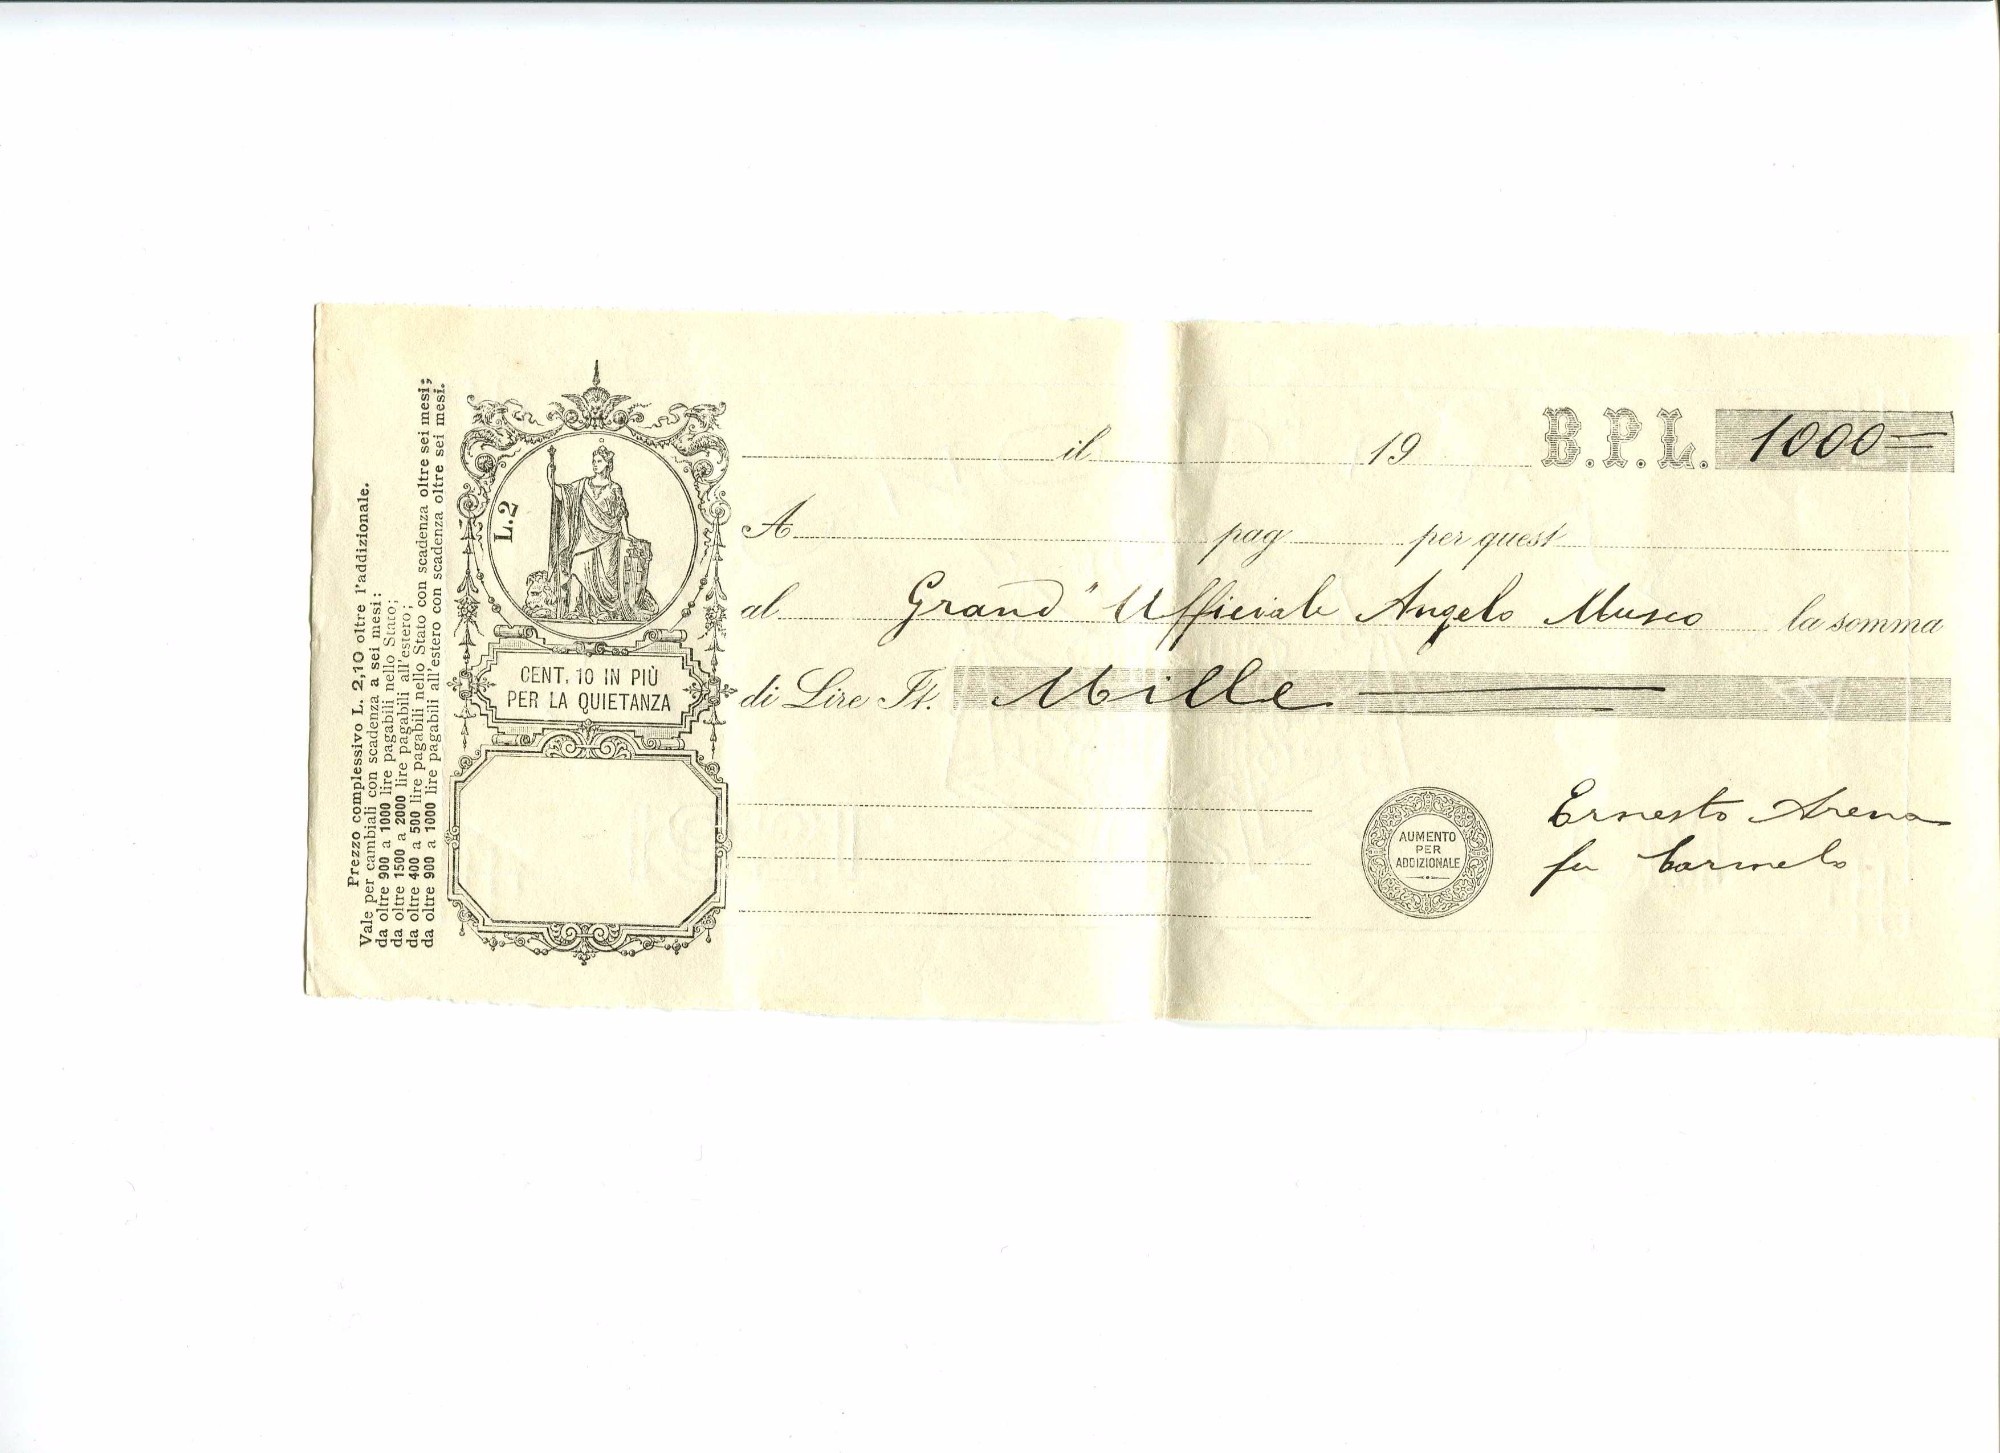 Prezzo complessivo L. 2,10 oltre l'addizionale.
Vale per cambiali con scadenza a sei mesi:
da oltre 900 a 1000 lire pagabili nello Stato;
da oltre 1500 a 2000 lire pagabili all'estero;
da oltre 400 a 500 lire pagabili nello Stato con scadenza oltre sei mesi;
da oltre 900 a 1000 lire pagabili all'estero con scadenza oltre sei mesi.
L.2
CENT. 10 IN PIÙ
PER LA QUIETANZA
il 19 B.P.L. 1000=
A pag per quest
al Grand" Ufficiale Angelo Musco la somma
di Lire It. Mille
AUMENTO
PER
ADDIZIONALE
Ernesto Arena
fu Carmelo